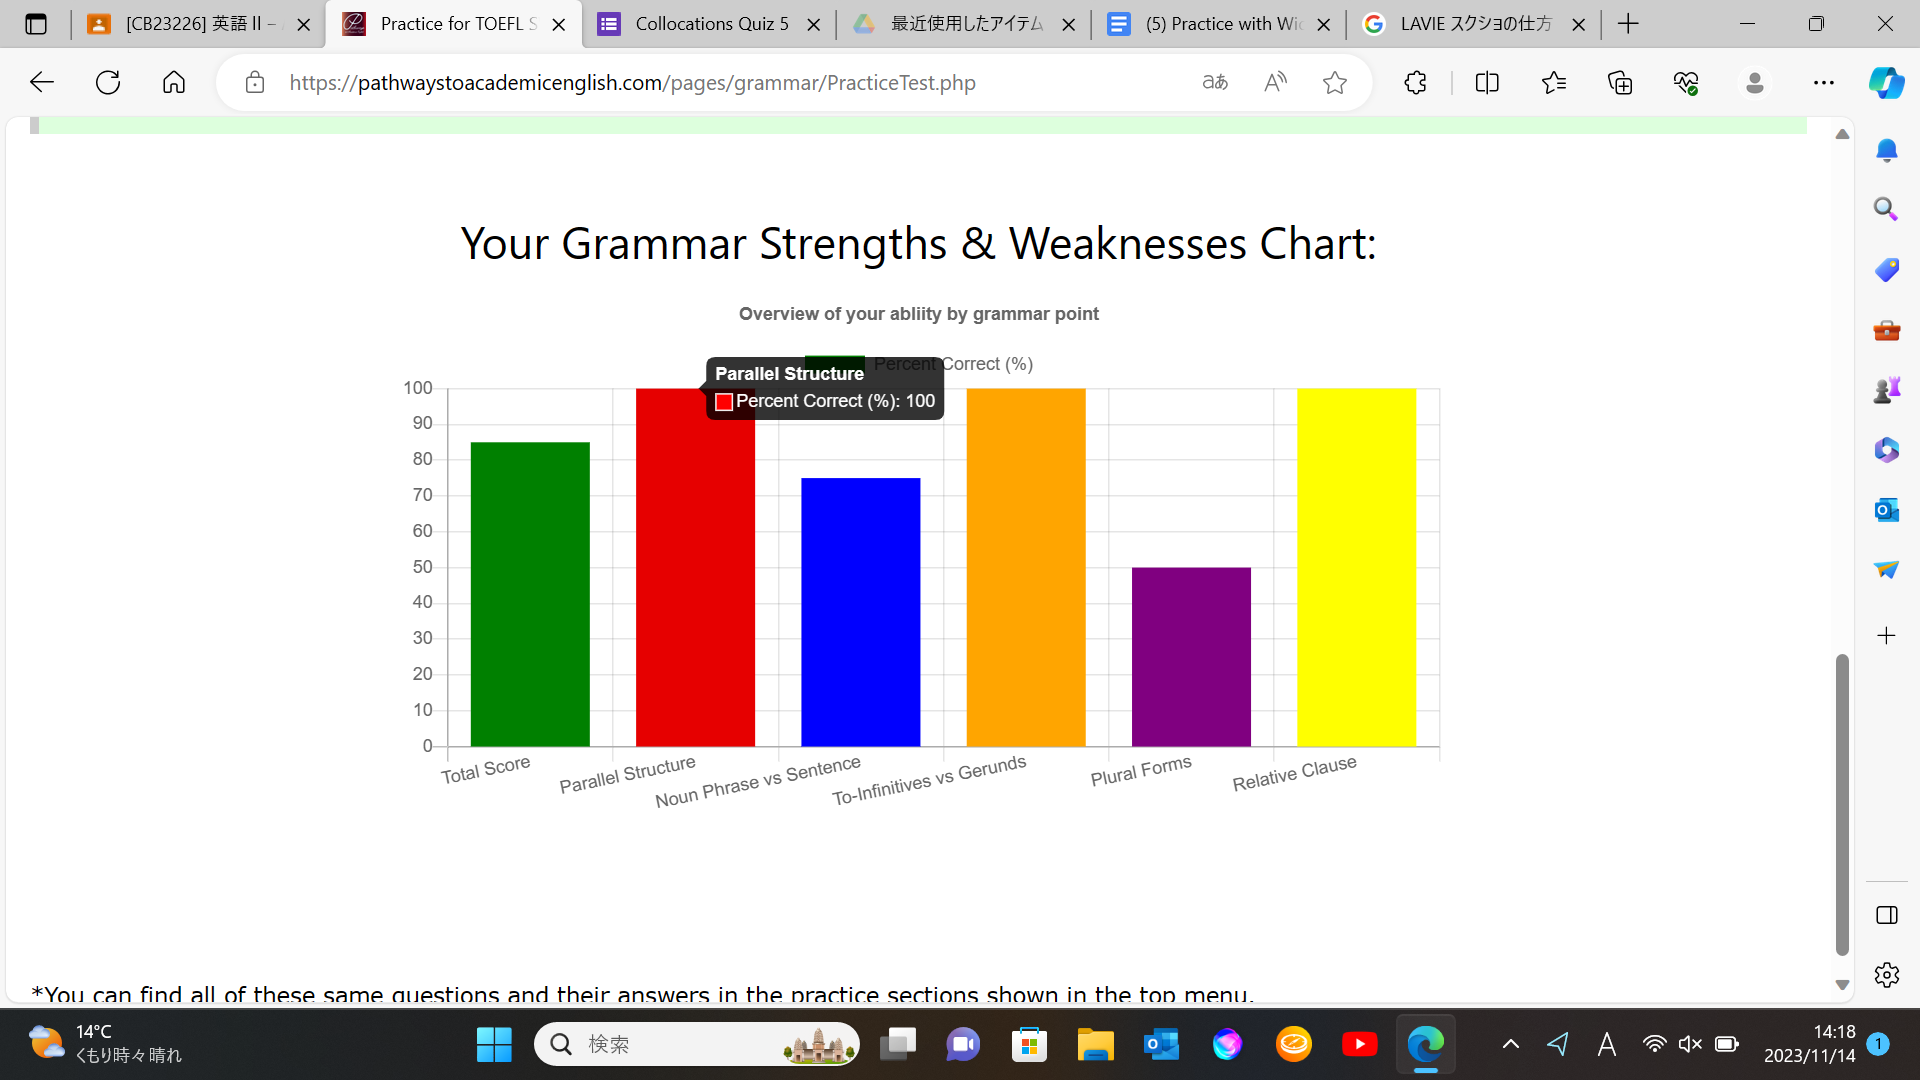 [CB23226] 英語 II –
Practice for TOEFL S
Collocations Quiz 5
最近使用したアイテム
(5) Practice with Wic
LAVIE スクショの仕方
https://pathwaystoacademicenglish.com/pages/grammar/PracticeTest.php
aあ
Your Grammar Strengths & Weaknesses Chart:
Overview of your abliity by grammar point
Percent Correct (%)
Parallel Structure
Percent Correct (%): 100
100
90
80
70
60
50
40
30
20
10
0
Total Score
Parallel Structure
Noun Phrase vs Sentence
To-Infinitives vs Gerunds
Plural Forms
Relative Clause
*You can find all of these same questions and their answers in the practice sections shown in the top menu.
14°C
くもり時々晴れ
検索
A
14:18
2023/11/14
1